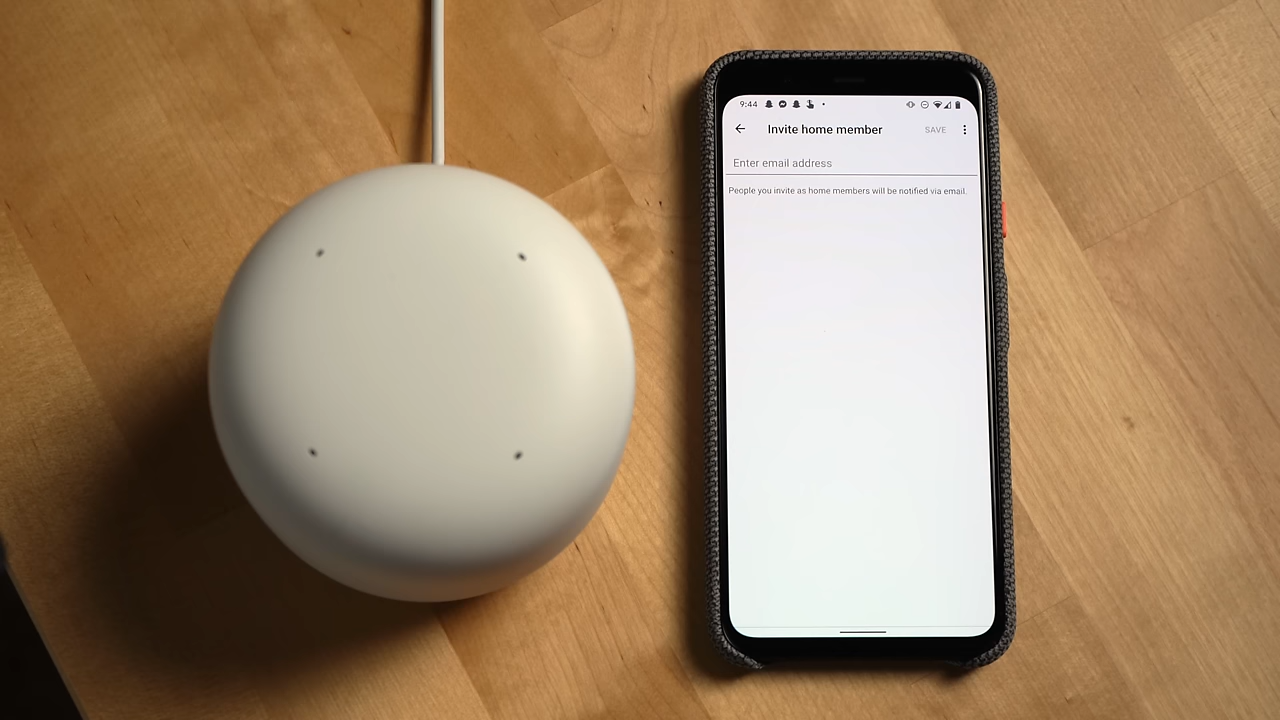 9:44
Invite home member SAVE
Enter email address
People you invite as home members will be notified via email.